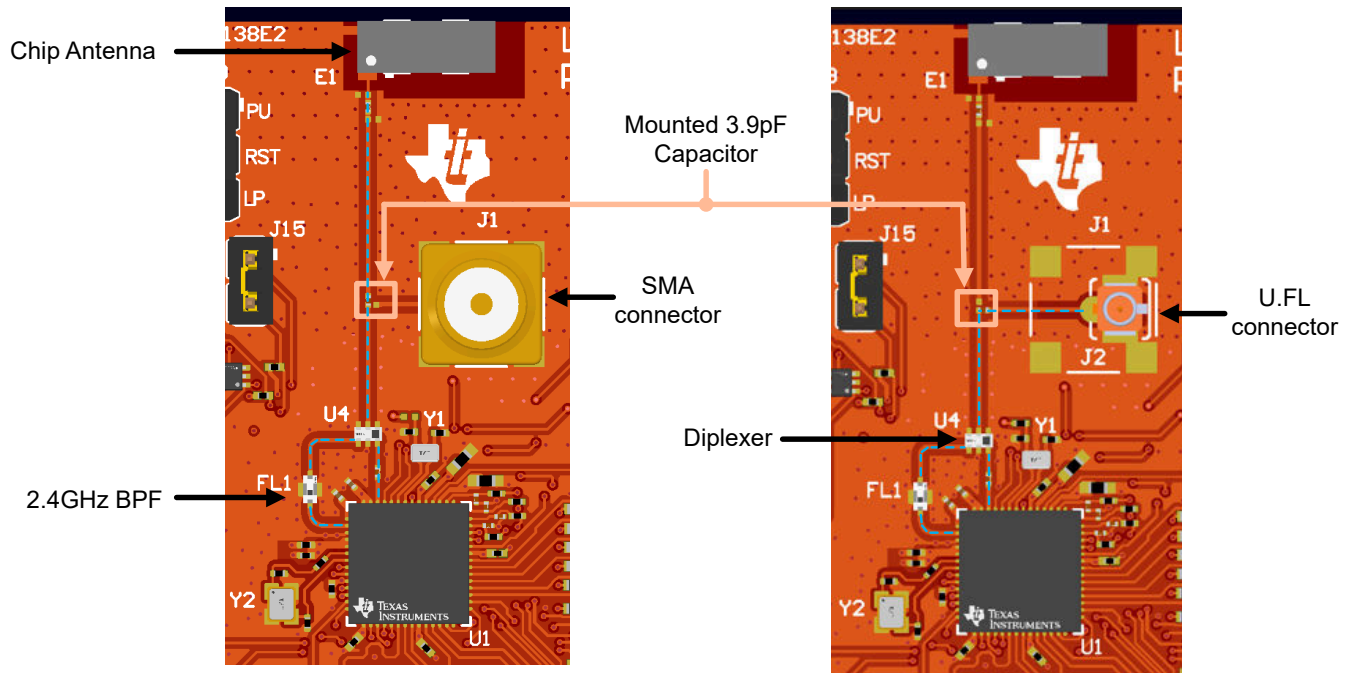 Chip Antenna
138E2
E1
PU
RST
LP
J15
J1
SMA
connector
Mounted 3.9pF
Capacitor
U4
Y1
FL1
2.4GHz BPF
Y2
TEXAS
INSTRUMENTS
U1
138E2
E1
PU
RST
LP
J15
J1
U.FL
connector
J2
Diplexer
U4
Y1
FL1
Y2
TEXAS
INSTRUMENTS
U1